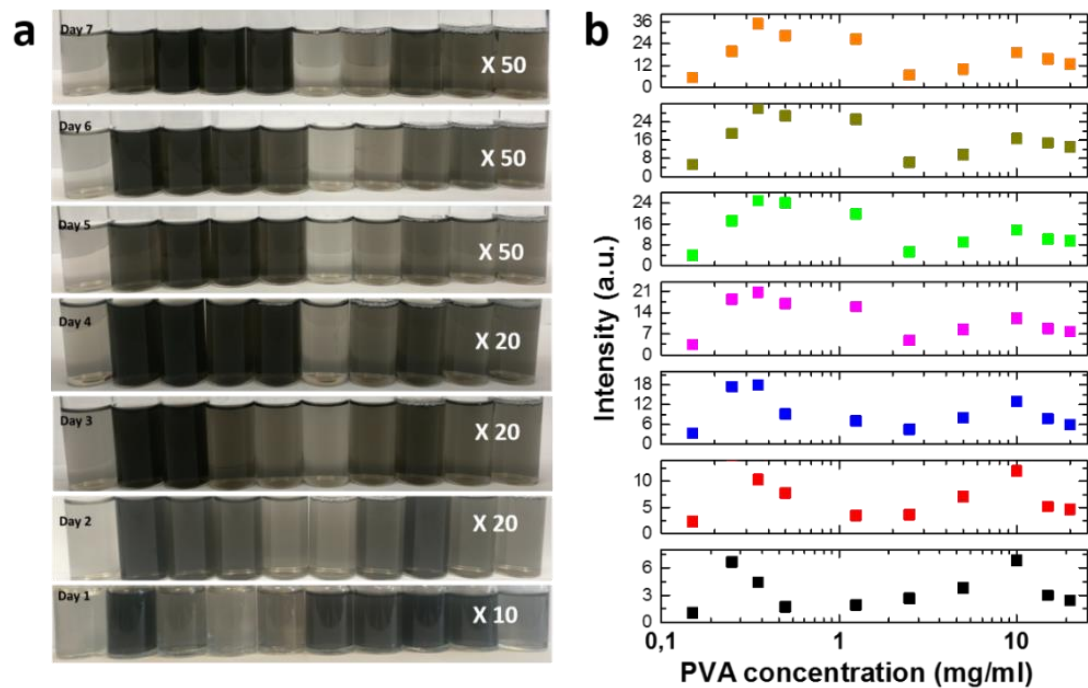 a
Day 7
X 50
Day 6
X 50
Day 5
X 50
Day 4
X 20
Day 3
X 20
Day 2
X 20
Day 1
X 10
b
Intensity (a.u.)
36
24
12
0
24
16
8
0
24
16
8
0
21
14
7
0
18
12
6
0
10
5
0
6
3
0
0,1
1
10
PVA concentration (mg/ml)